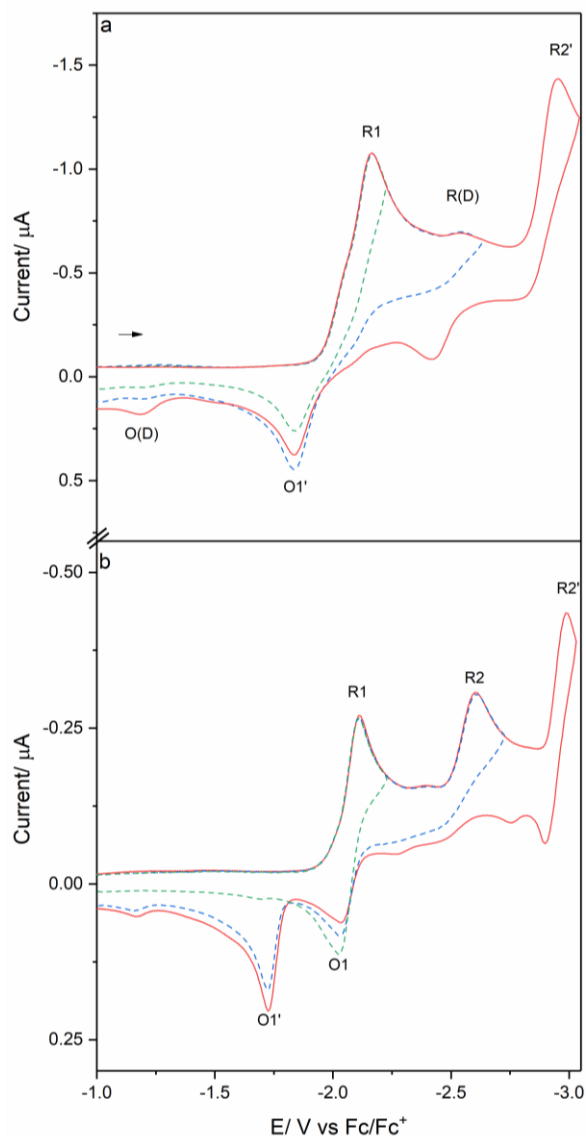 a
R2'
-1.5
R1
-1.0
R(D)
Current/ μA
-0.5
0.0
O(D)
O1'
0.5
b
-0.50
R2'
R1
R2
-0.25
Current/ μA
0.00
O1
O1'
0.25
-1.0 -1.5 -2.0 -2.5 -3.0
E/ V vs Fc/Fc⁺